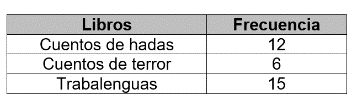 Libros Frecuencia
Cuentos de hadas 12
Cuentos de terror 6
Trabalenguas 15